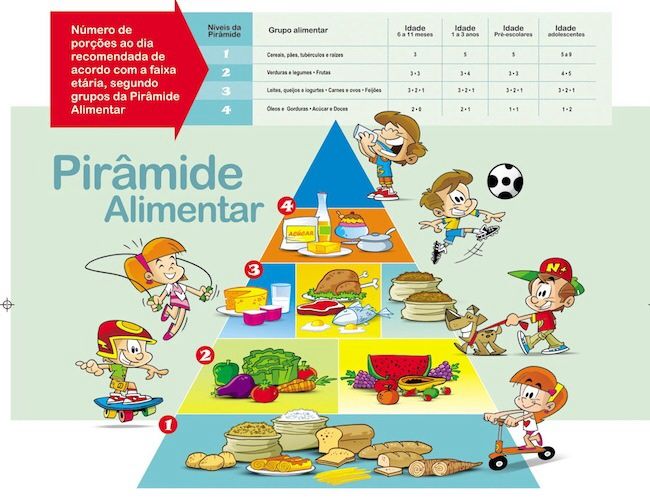 Número de
porções ao dia
recomendada de
acordo com a faixa
etária, segundo
grupos da Pirâmide
Alimentar
Níveis da Pirâmide Grupo alimentar Idade 6 a 11 meses Idade 1 a 3 anos Idade Pré-escolares Idade adolescentes
1 Cereais, pães, tubérculos e raízes 3 5 5 5 a 9
2 Verduras e legumes • Frutas 3 • 3 3 • 4 3 • 3 4 • 5
3 Leites, queijos e iogurtes • Carnes e ovos • Feijões 3 • 2 • 1 3 • 2 • 1 3 • 2 • 1 3 • 2 • 1
4 Óleos e Gorduras • Açúcar e Doces 2 • 0 2 • 1 1 • 1 1 • 2
Pirâmide
Alimentar
4
AÇÚCAR
3
N
2
1